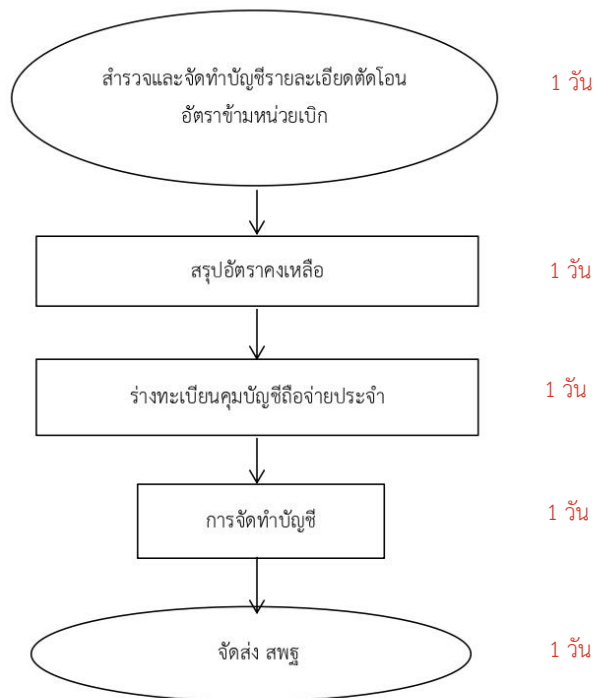 สำรวจและจัดทำบัญชีรายละเอียดตัดโอน
อัตราข้ามหน่วยเบิก
1 วัน
สรุปอัตราคงเหลือ
1 วัน
ร่างทะเบียนคุมบัญชีถือจ่ายประจำ
1 วัน
การจัดทำบัญชี
1 วัน
จัดส่ง สพฐ
1 วัน